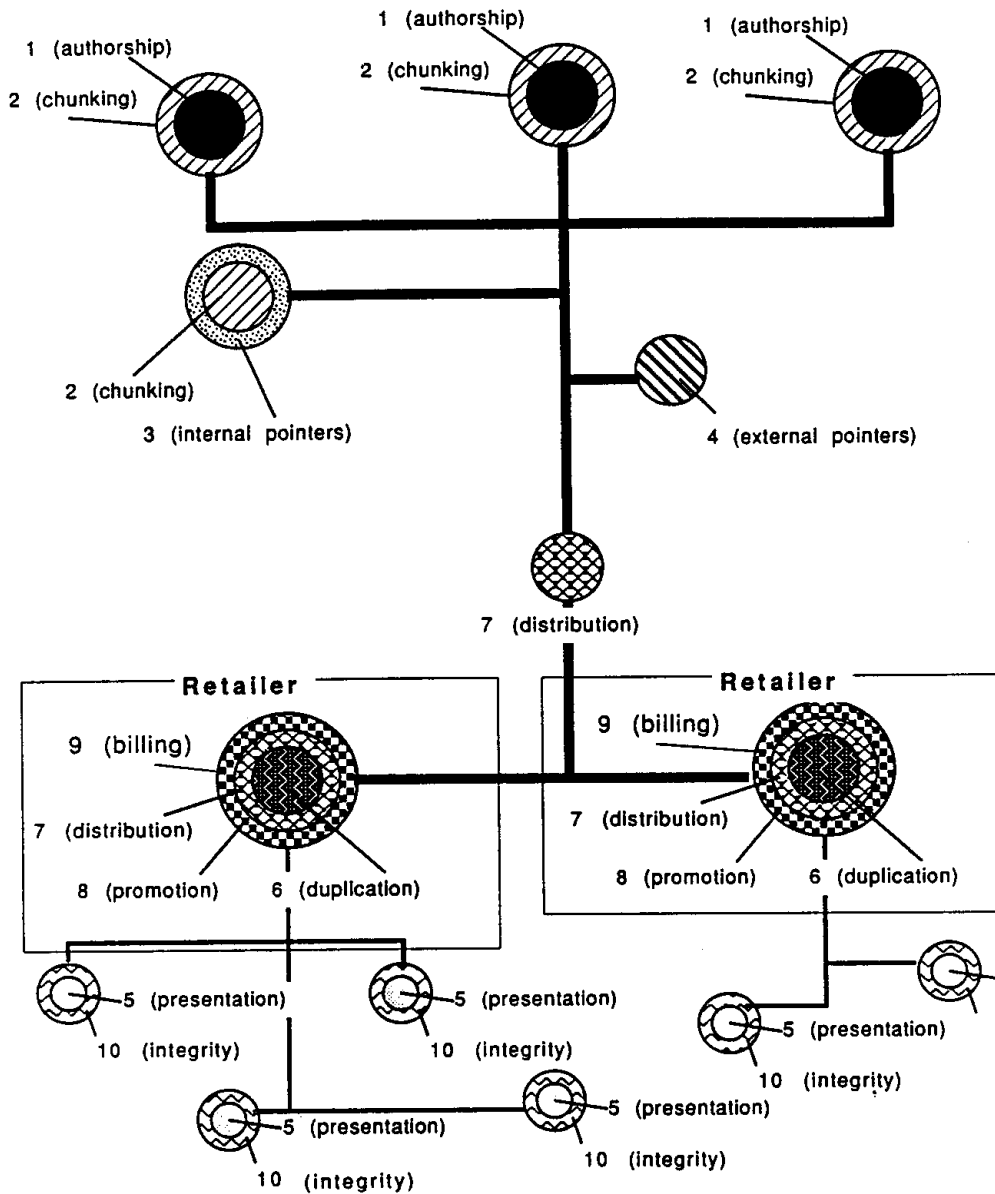 1 (authorship)
2 (chunking)
1 (authorship)
2 (chunking)
1 (authorship)
2 (chunking)
2 (chunking)
3 (internal pointers)
4 (external pointers)
7 (distribution)
Retailer
9 (billing)
7 (distribution)
8 (promotion)
6 (duplication)
Retailer
9 (billing)
7 (distribution)
8 (promotion)
6 (duplication)
5 (presentation)
10 (integrity)
5 (presentation)
10 (integrity)
5 (presentation)
10 (integrity)
5 (presentation)
10 (integrity)
5 (presentation)
10 (integrity)